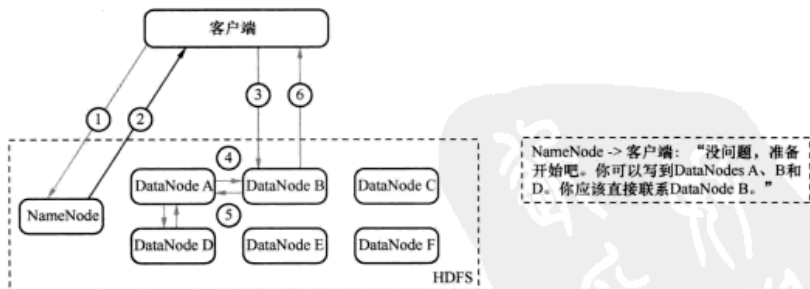 客户端
①
②
③
⑥
④
DataNode A
DataNode B
DataNode C
NameNode
⑤
DataNode D
DataNode E
DataNode F
HDFS
NameNode -> 客户端: “没问题，准备
开始吧。你可以写到DataNodes A、B和
D。你应该直接联系DataNode B。”